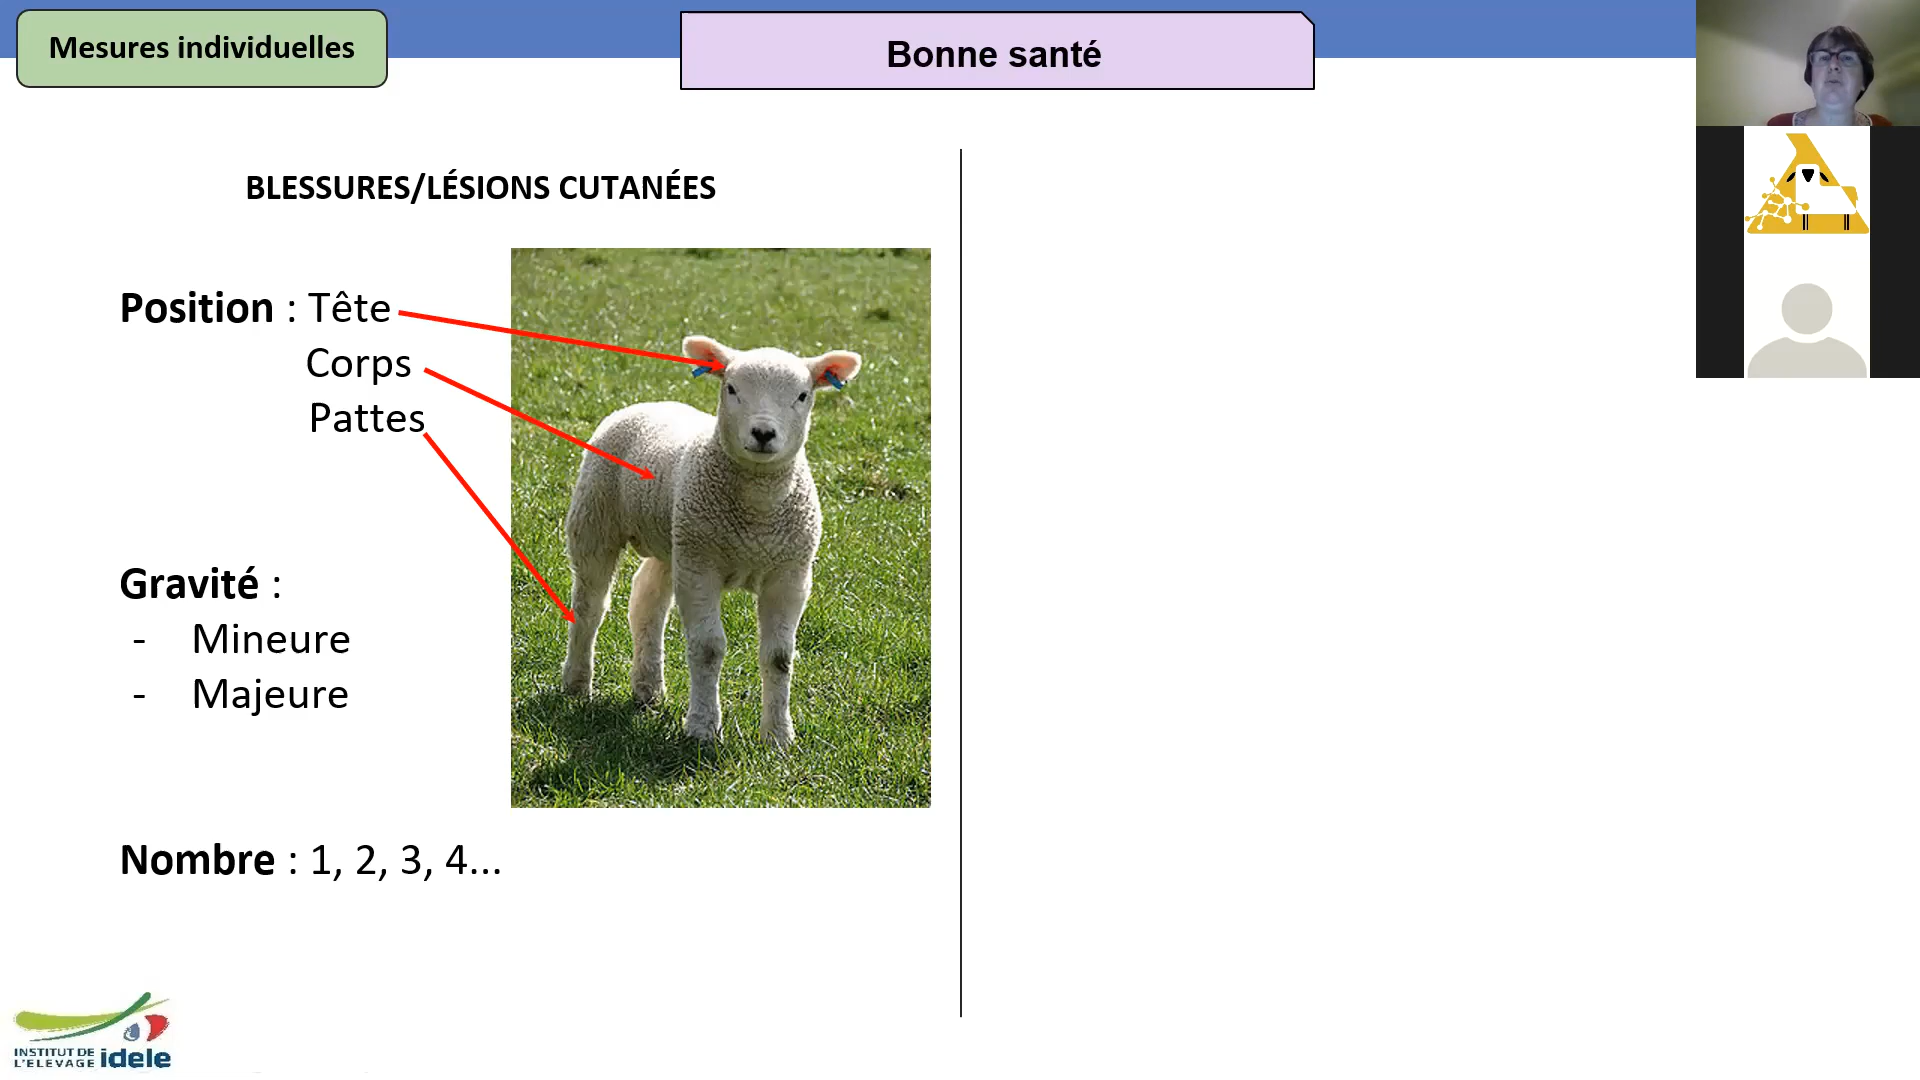 Mesures individuelles
Bonne santé
BLESSURES/LÉSIONS CUTANÉES
Position : Tête
Corps
Pattes
Gravité :
- Mineure
- Majeure
Nombre : 1, 2, 3, 4...
INSTITUT DE
L'ELEVAGE idele